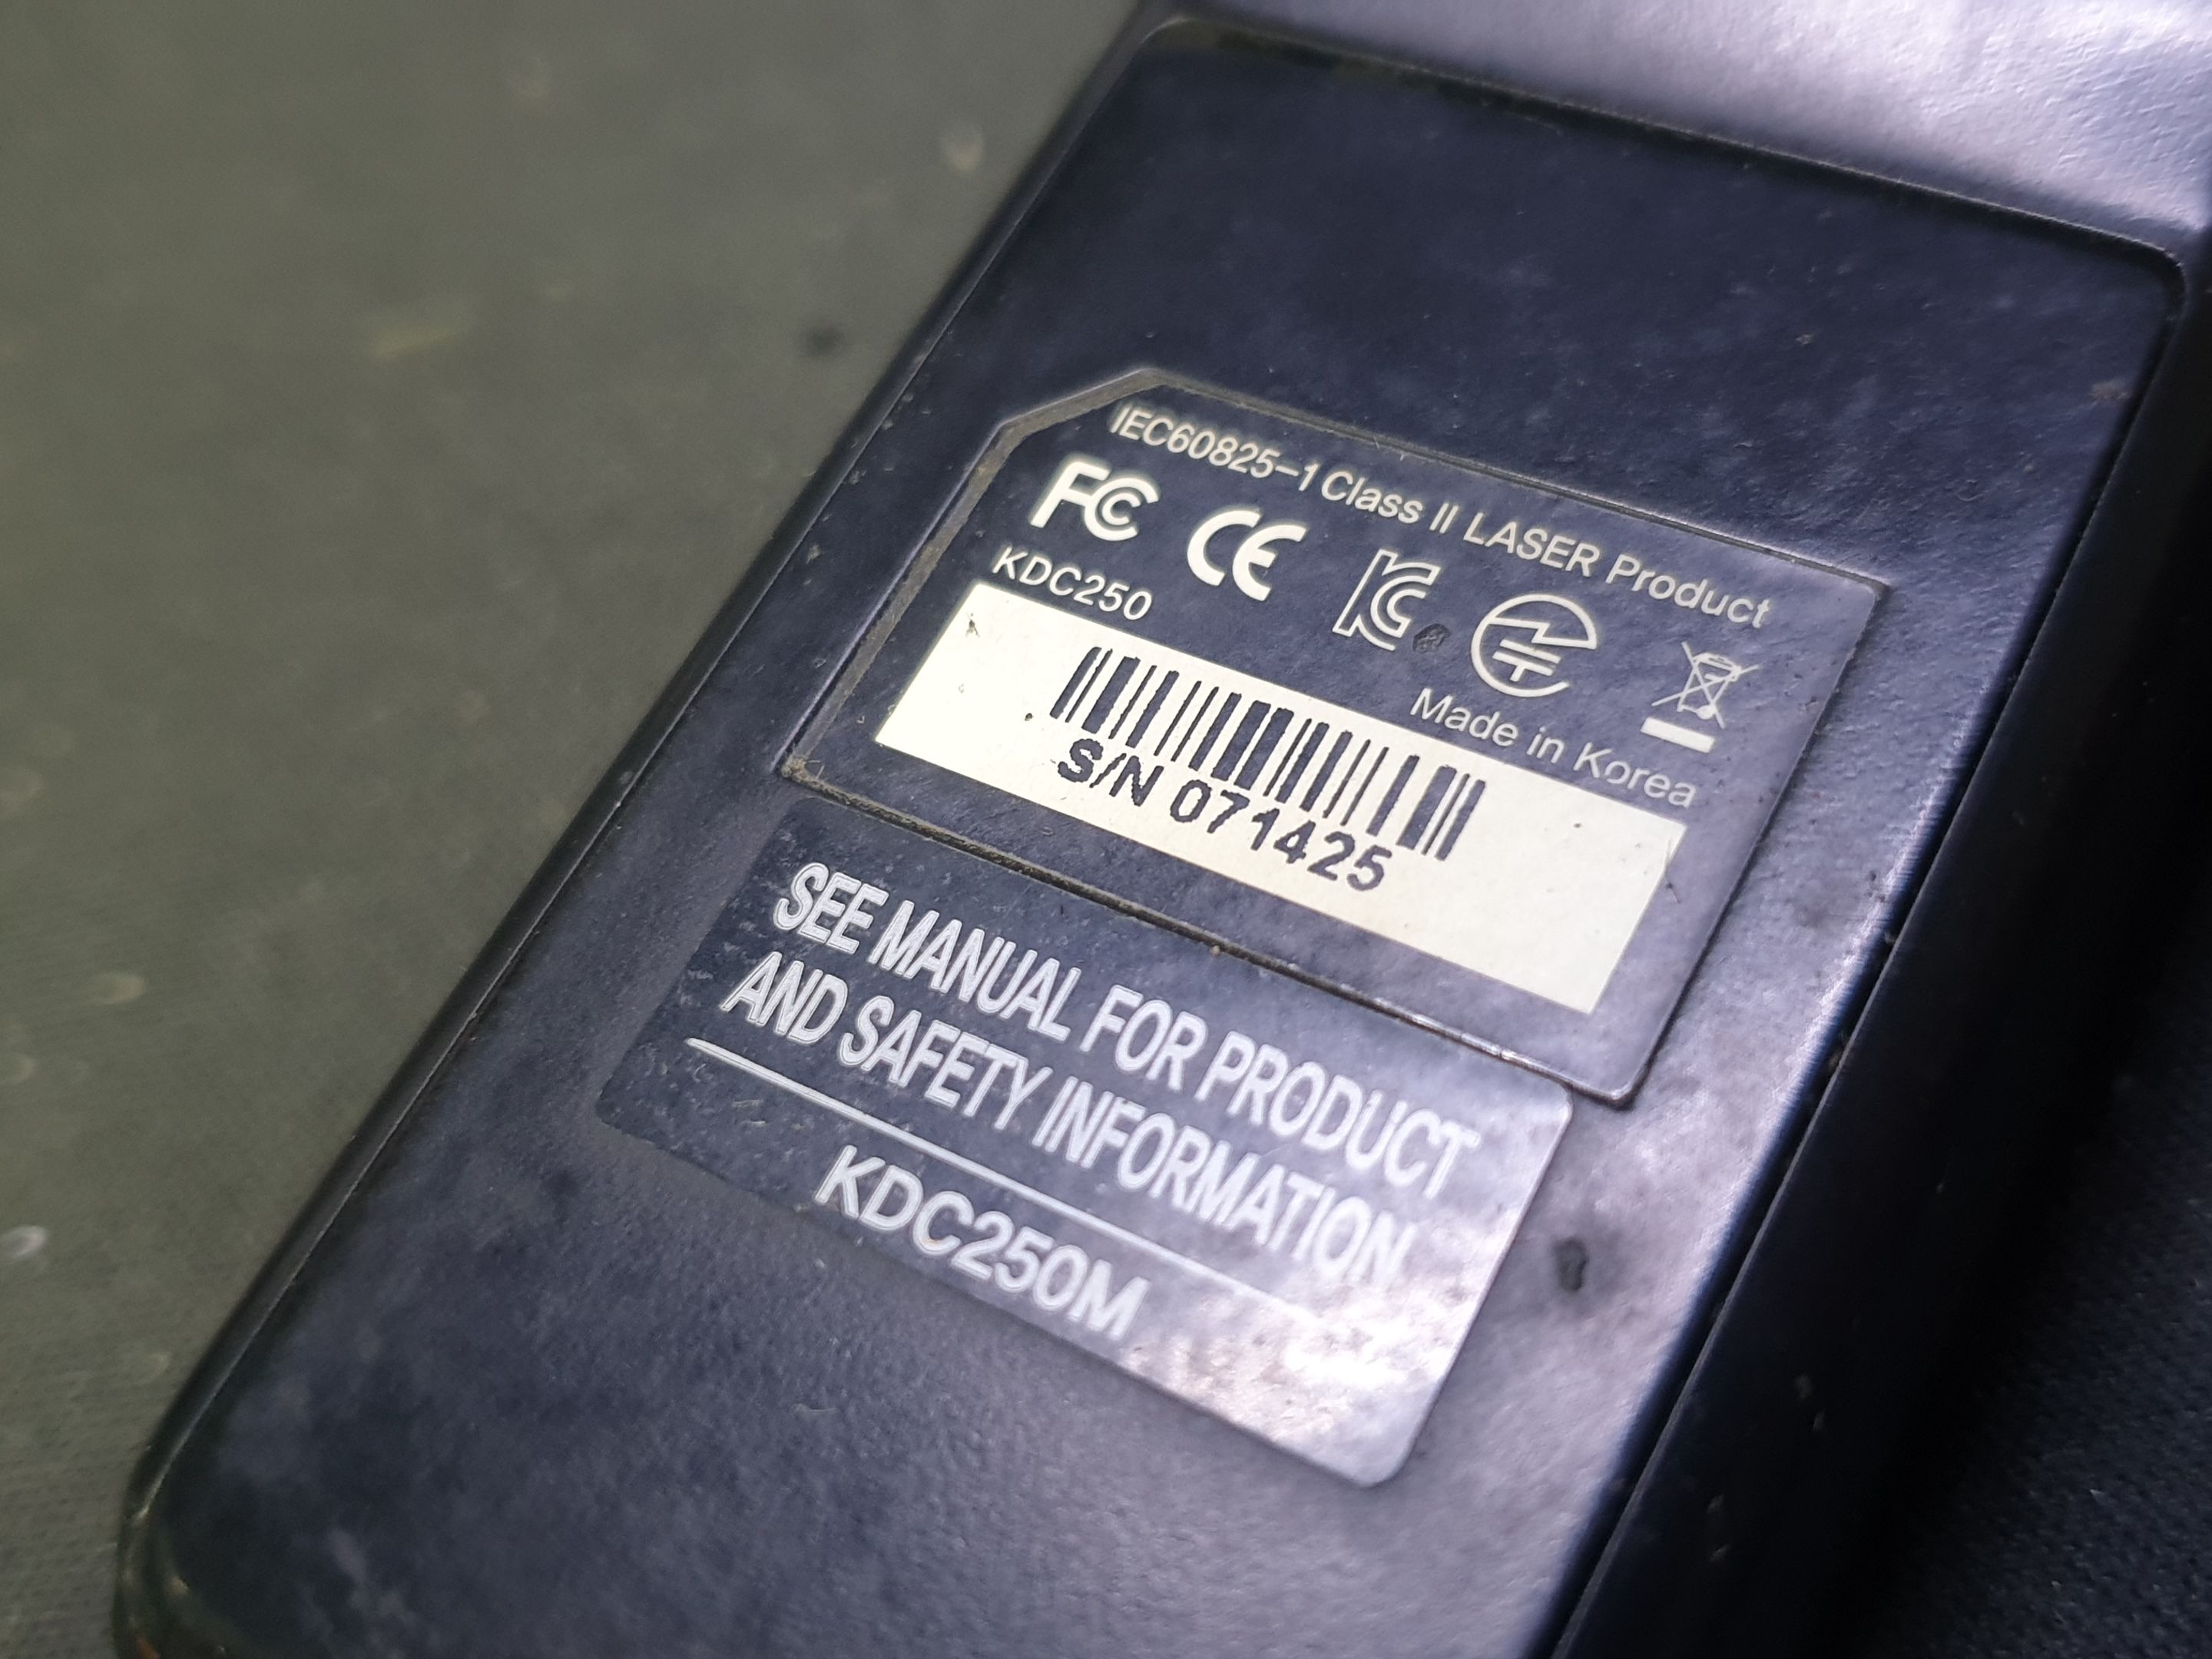 IEC60825-1 Class II LASER Product
FC CE
KDC250
Made in Korea
S/N 071425
SEE MANUAL FOR PRODUCT
AND SAFETY INFORMATION
KDC250M